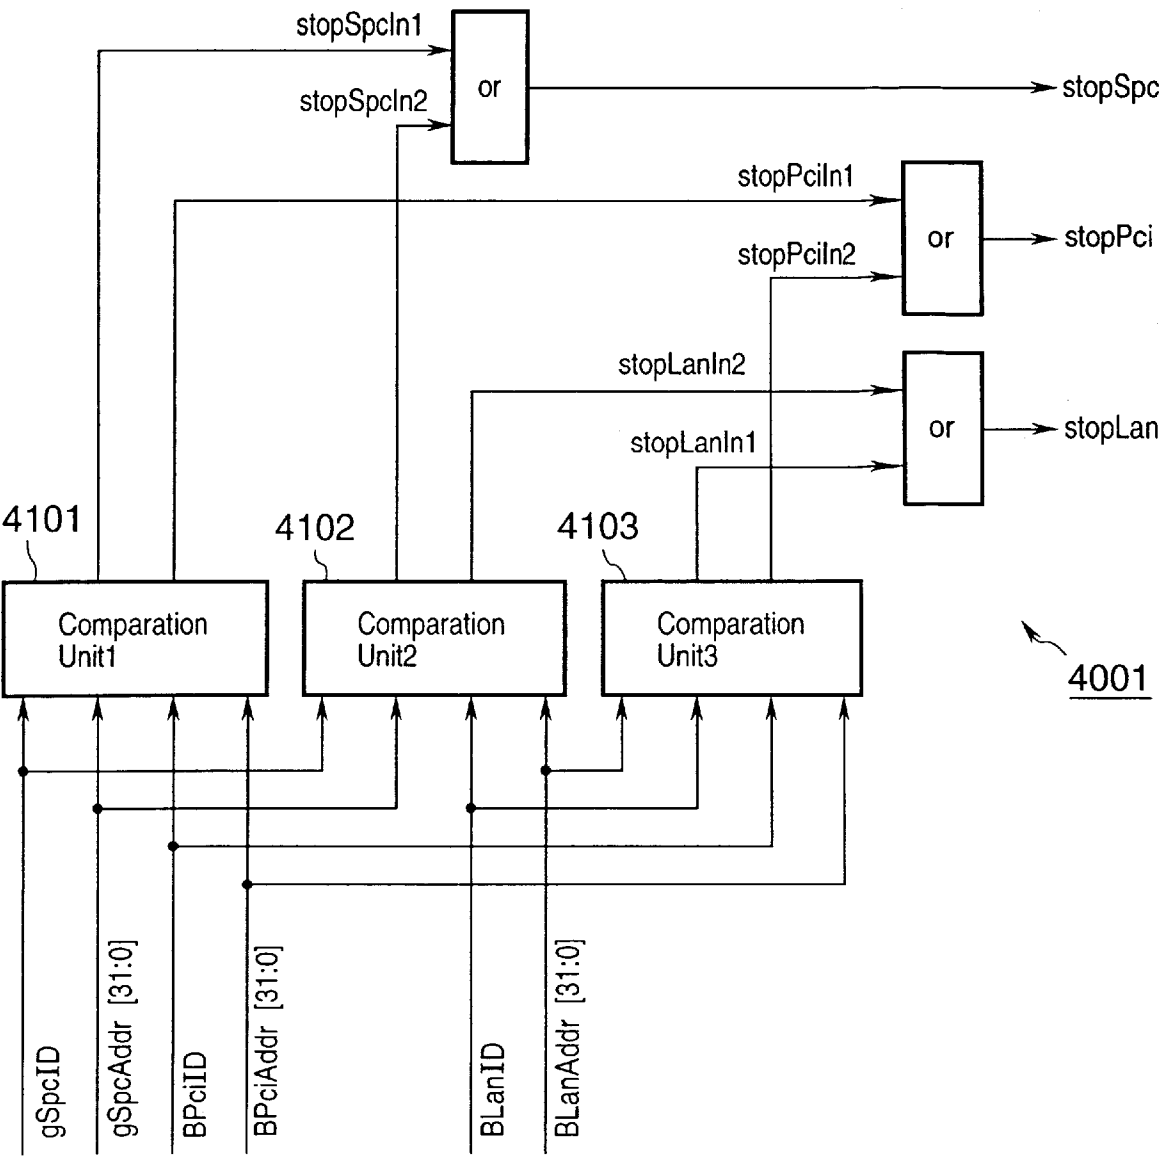 stopSpcIn1
or
stopSpc
stopSpcIn2
stopPciIn1
or
stopPci
stopPciIn2
stopLanIn2
or
stopLan
stopLanIn1
4101
4102
4103
Comparation
Unit1
Comparation
Unit2
Comparation
Unit3
4001
gSpcID
gSpcAddr [31:0]
BPciID
BPciAddr [31:0]
BLanID
BLanAddr [31:0]